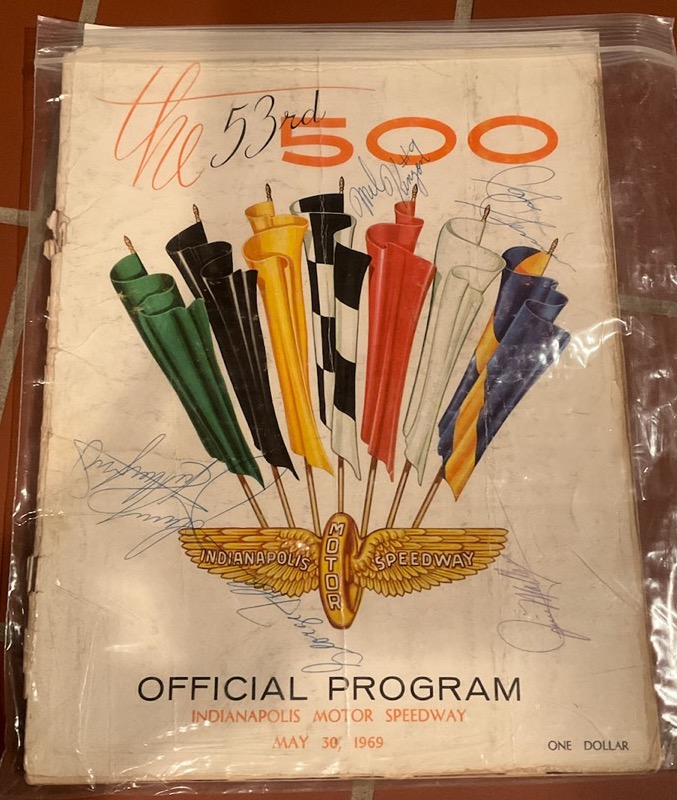 the 53rd
500
INDIANAPOLIS MOTOR SPEEDWAY
OFFICIAL PROGRAM
INDIANAPOLIS MOTOR SPEEDWAY
MAY 30, 1969
ONE DOLLAR